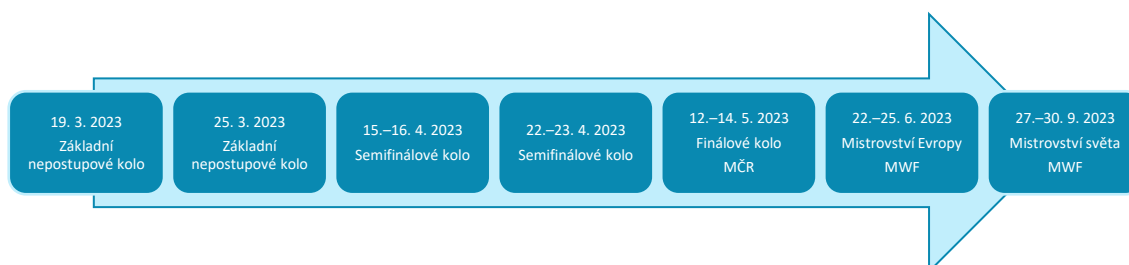 19. 3. 2023
Základní
nepostupové kolo
25. 3. 2023
Základní
nepostupové kolo
15.–16. 4. 2023
Semifinálové kolo
22.–23. 4. 2023
Semifinálové kolo
12.–14. 5. 2023
Finálové kolo
MČR
22.–25. 6. 2023
Mistrovství Evropy
MWF
27.–30. 9. 2023
Mistrovství světa
MWF